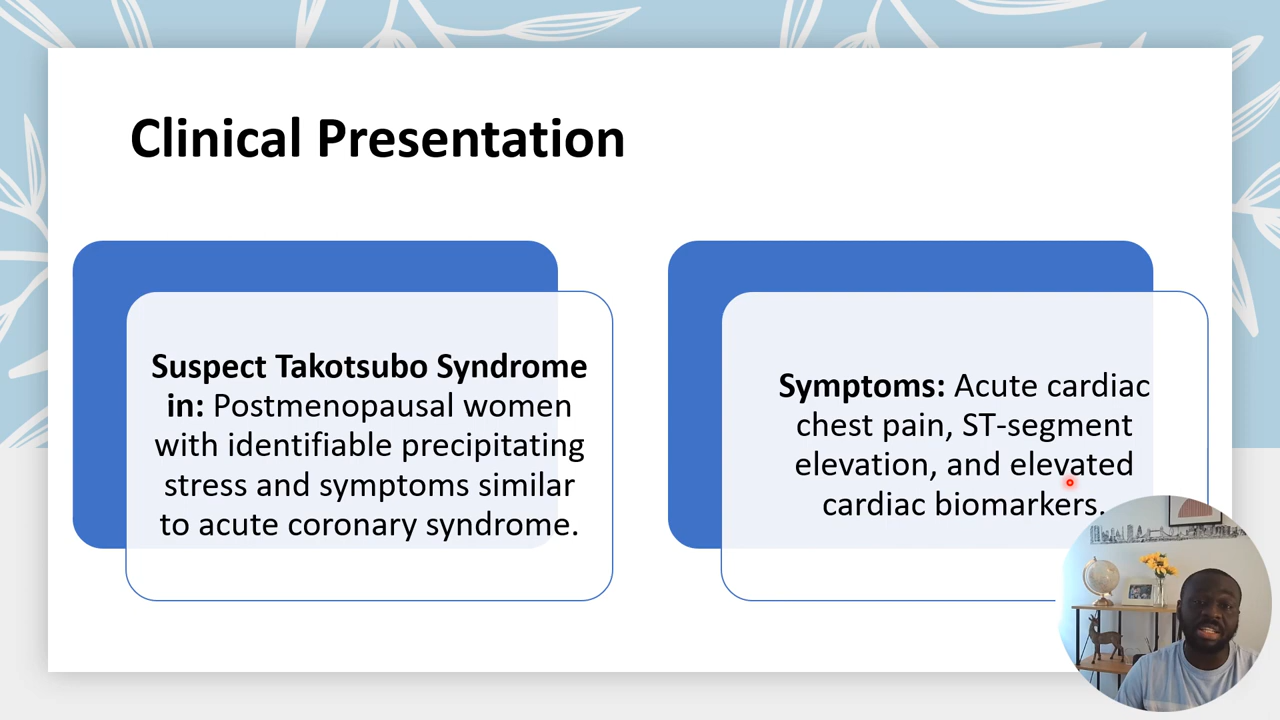 Clinical Presentation
Suspect Takotsubo Syndrome
in: Postmenopausal women
with identifiable precipitating
stress and symptoms similar
to acute coronary syndrome.
Symptoms: Acute cardiac
chest pain, ST-segment
elevation, and elevated
cardiac biomarkers.